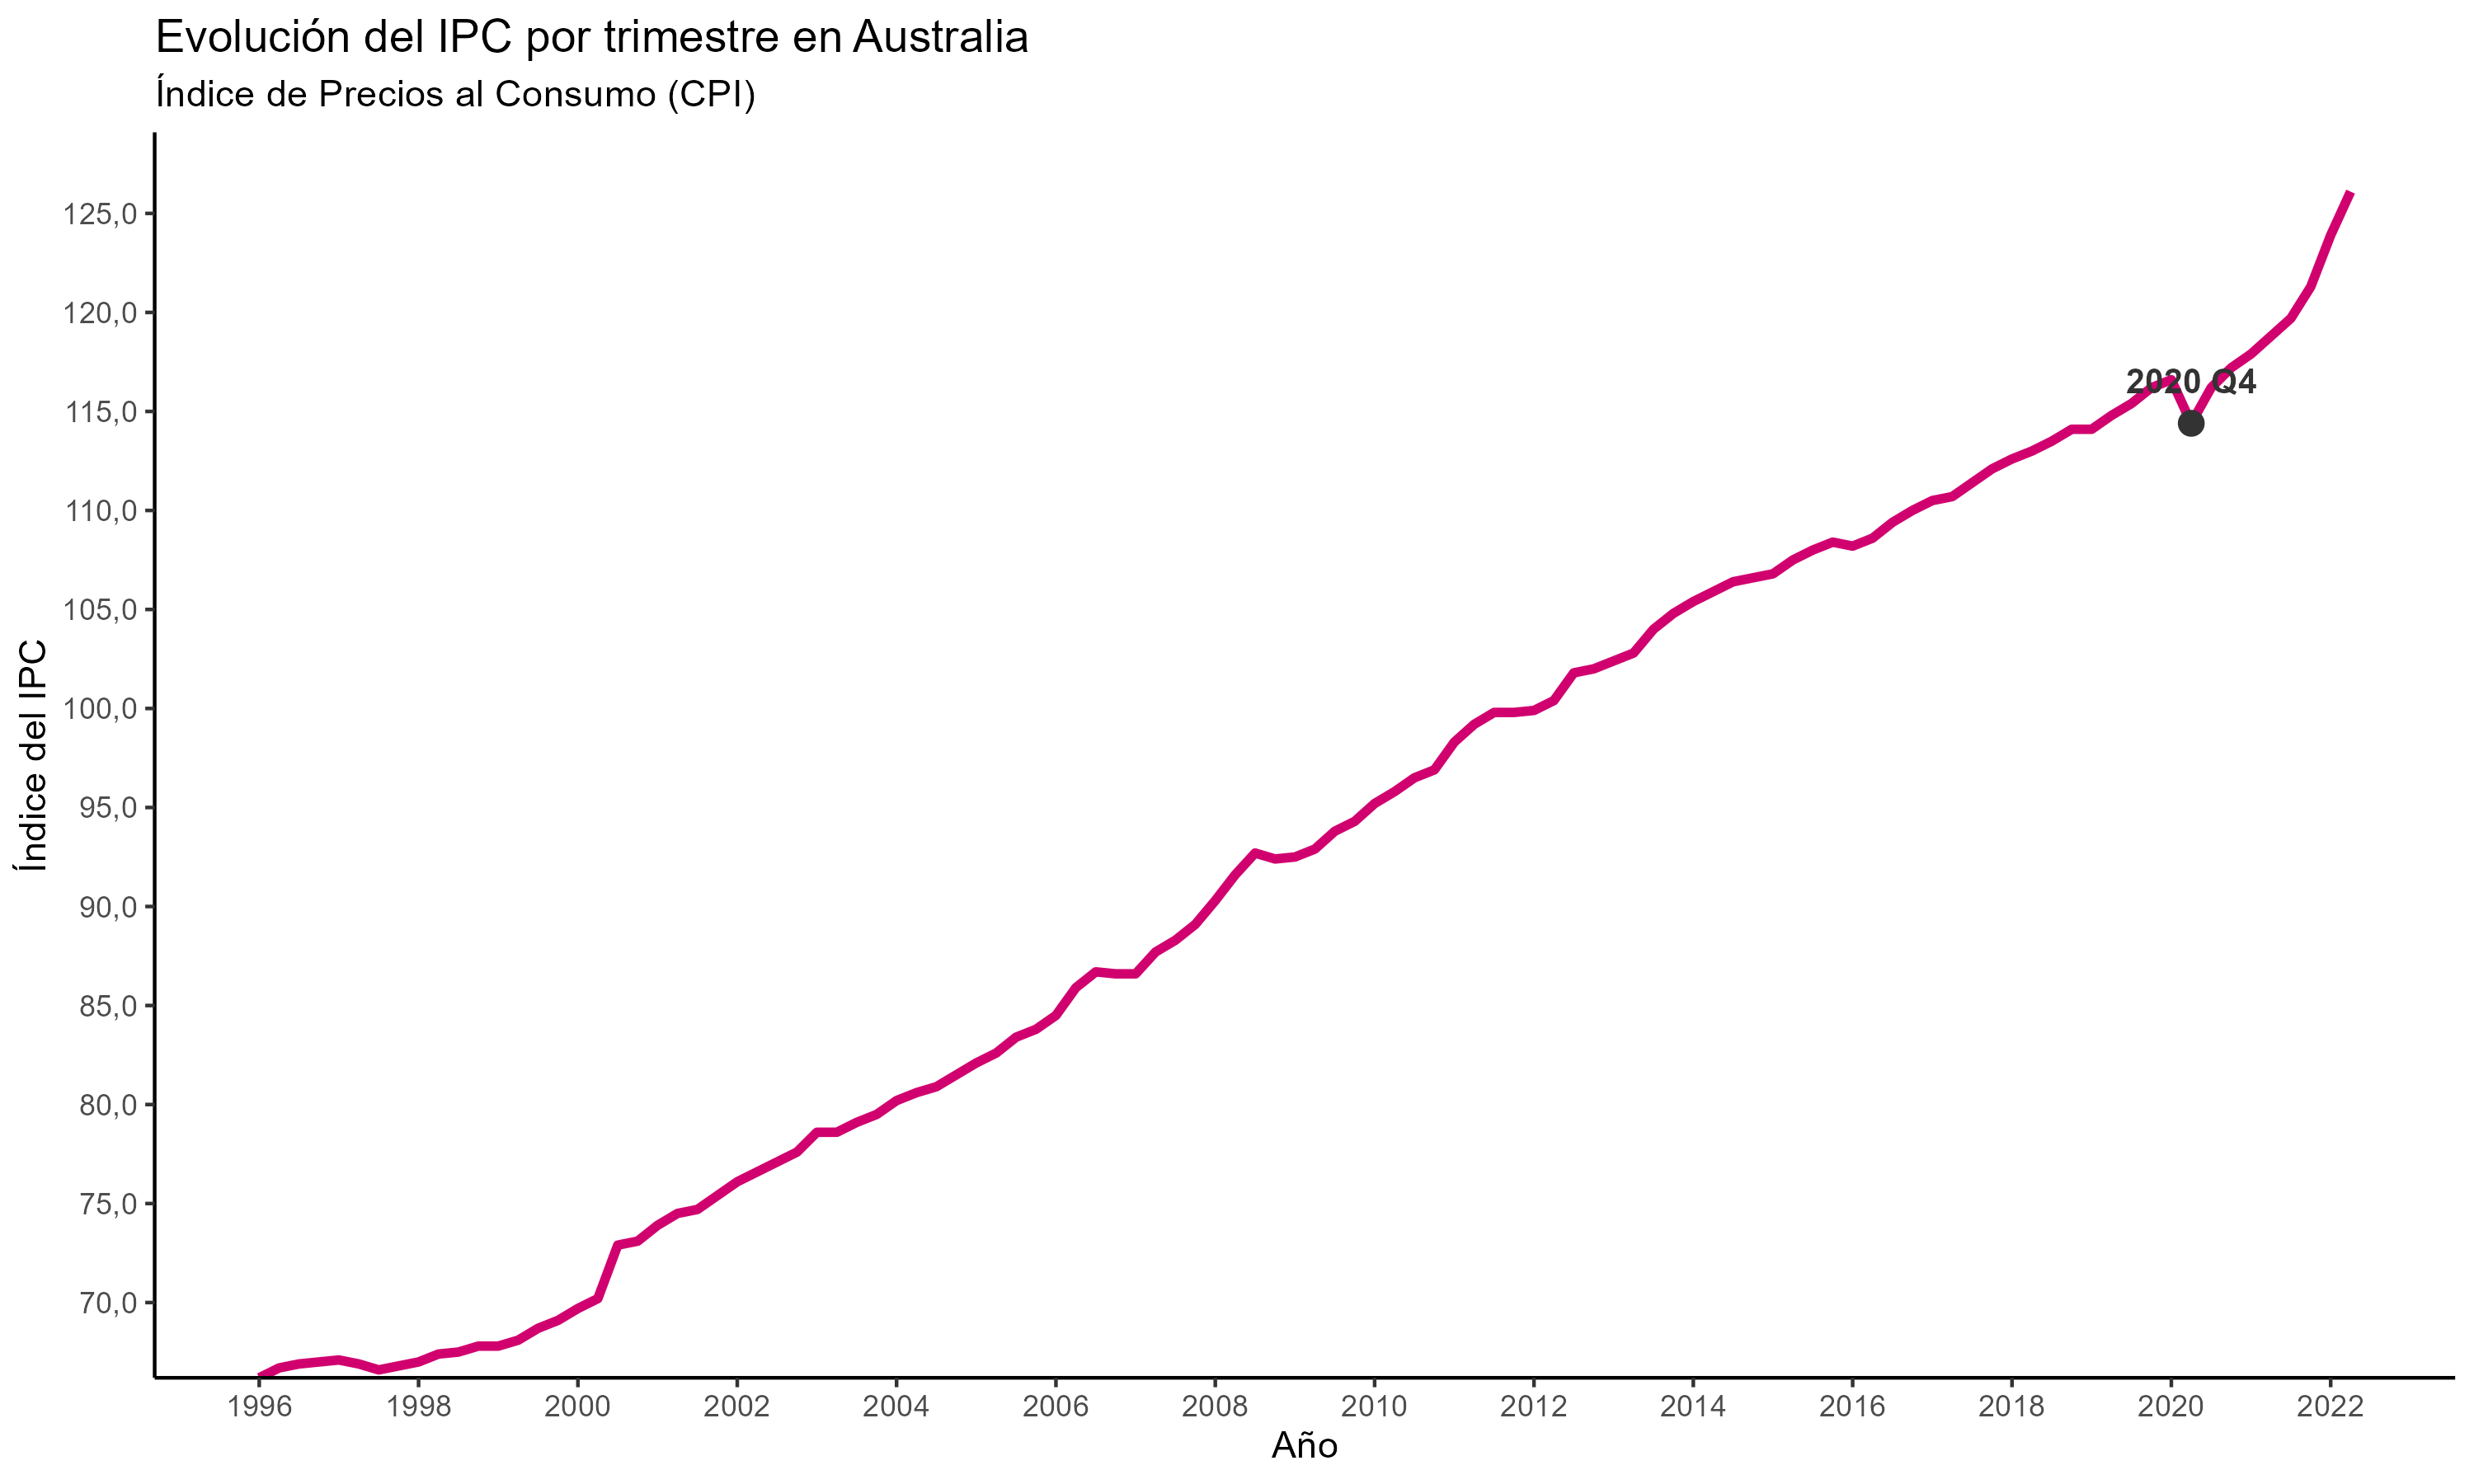 Evolución del IPC por trimestre en Australia
Índice de Precios al Consumo (CPI)
Índice del IPC
125,0
120,0
115,0
110,0
105,0
100,0
95,0
90,0
85,0
80,0
75,0
70,0
2020 Q4
1996 1998 2000 2002 2004 2006 2008 2010 2012 2014 2016 2018 2020 2022
Año